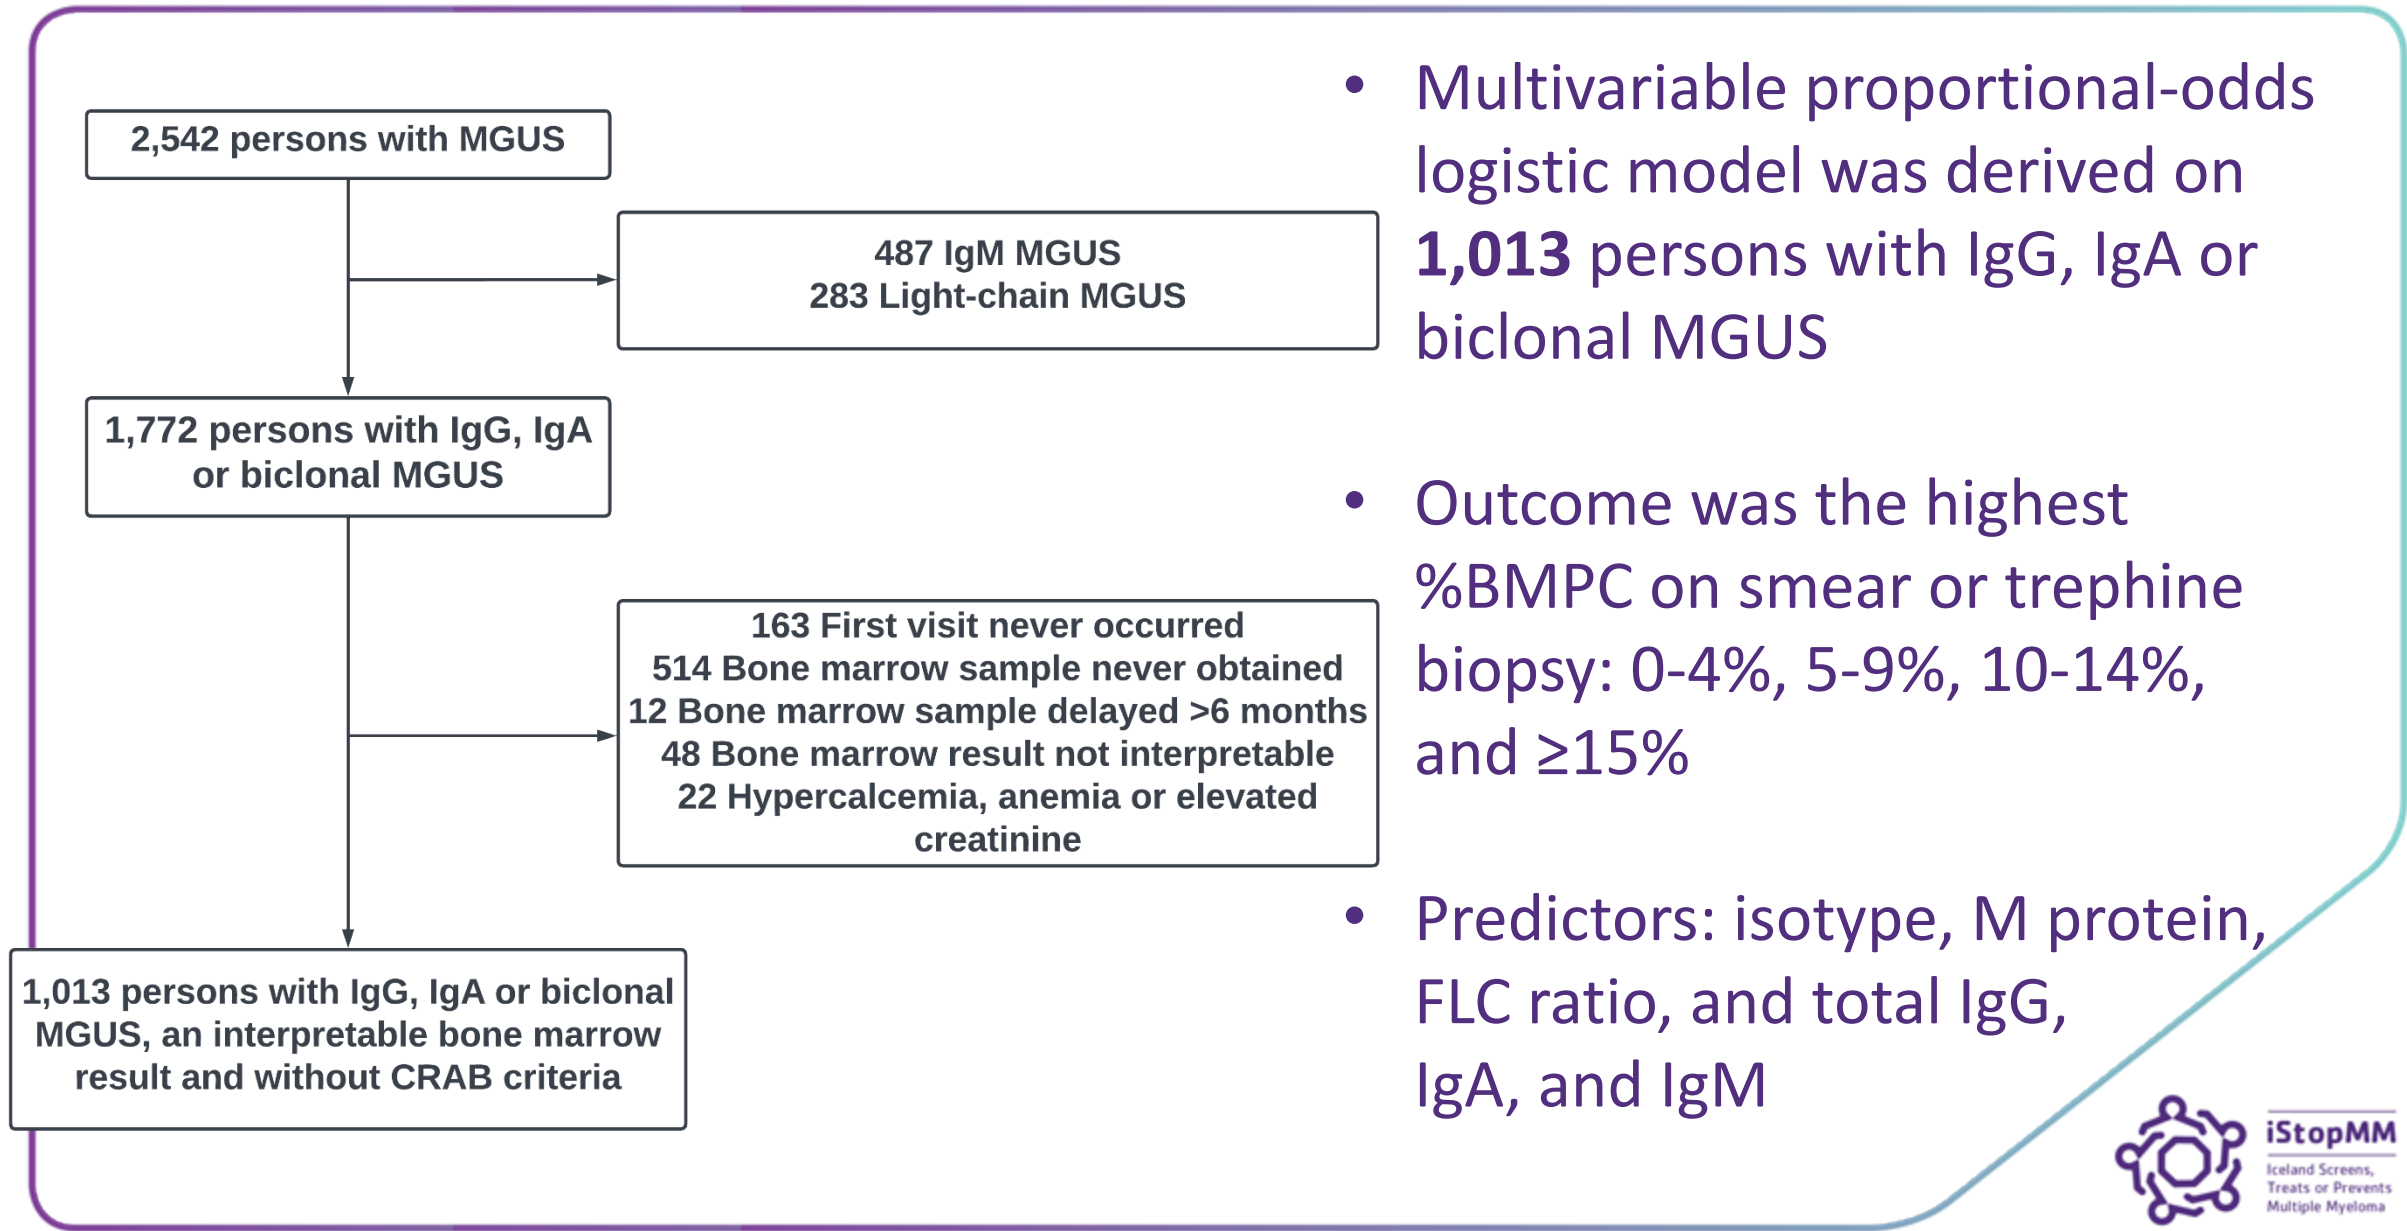 2,542 persons with MGUS
487 IgM MGUS
283 Light-chain MGUS
1,772 persons with IgG, IgA
or biclonal MGUS
163 First visit never occurred
514 Bone marrow sample never obtained
12 Bone marrow sample delayed >6 months
48 Bone marrow result not interpretable
22 Hypercalcemia, anemia or elevated
creatinine
1,013 persons with IgG, IgA or biclonal
MGUS, an interpretable bone marrow
result and without CRAB criteria
• Multivariable proportional-odds
logistic model was derived on
1,013 persons with IgG, IgA or
biclonal MGUS
• Outcome was the highest
%BMPC on smear or trephine
biopsy: 0-4%, 5-9%, 10-14%,
and ≥15%
• Predictors: isotype, M protein,
FLC ratio, and total IgG,
IgA, and IgM
iStopMM
Iceland Screens,
Treats or Prevents
Multiple Myeloma